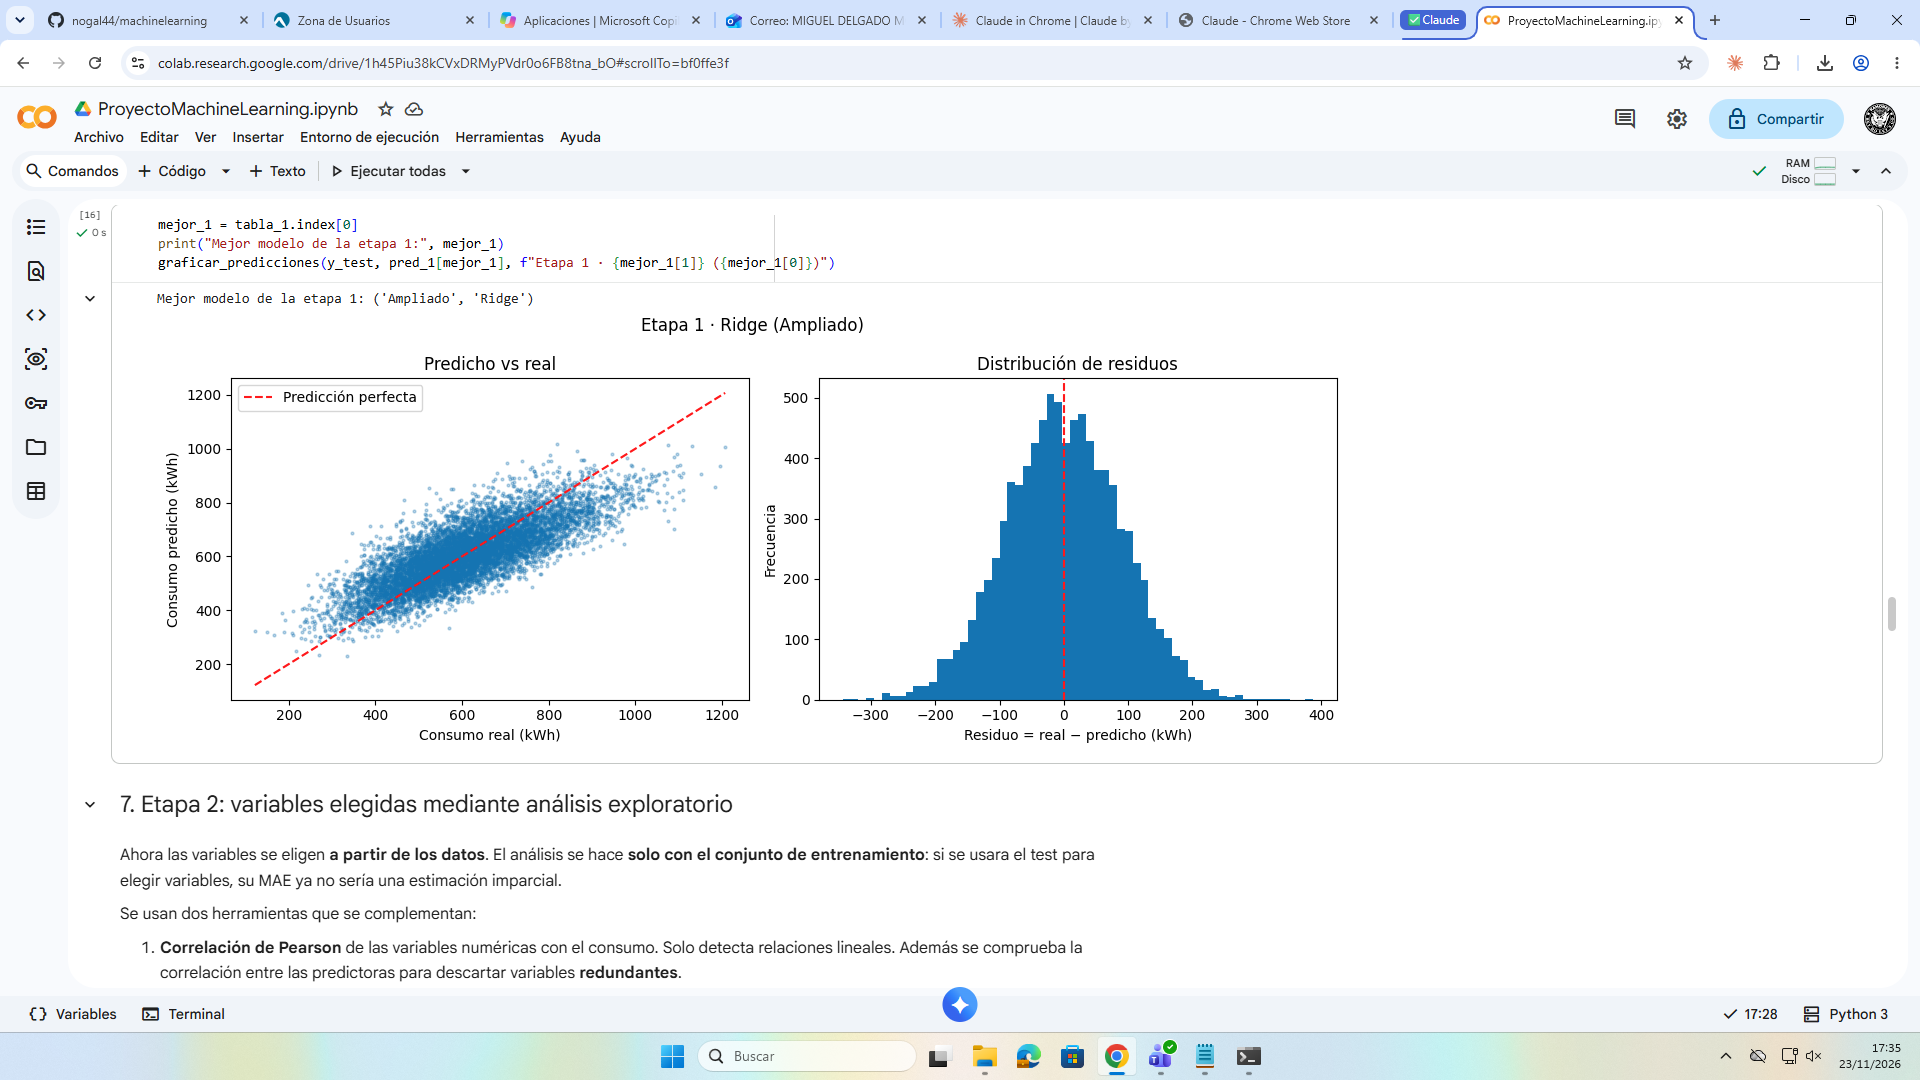 nogal44/machinelearning
Zona de Usuarios
Aplicaciones | Microsoft Copi
Correo: MIGUEL DELGADO M
Claude in Chrome | Claude by
Claude - Chrome Web Store
Claude
ProyectoMachineLearning.ipy
colab.research.google.com/drive/1h45Piu38kCVxDRMyPVdr0o6FB8tna_bO#scrollTo=bf0ffe3f
ProyectoMachineLearning.ipynb
Archivo Editar Ver Insertar Entorno de ejecución Herramientas Ayuda
Compartir
Comandos + Código + Texto Ejecutar todas
RAM
Disco
[16]
0 s
mejor_1 = tabla_1.index[0]
print("Mejor modelo de la etapa 1:", mejor_1)
graficar_predicciones(y_test, pred_1[mejor_1], f"Etapa 1 · {mejor_1[1]} ({mejor_1[0]})")
Mejor modelo de la etapa 1: ('Ampliado', 'Ridge')
Etapa 1 · Ridge (Ampliado)
Predicho vs real
Predicción perfecta
Consumo predicho (kWh)
1200
1000
800
600
400
200
200 400 600 800 1000 1200
Consumo real (kWh)
Distribución de residuos
Frecuencia
500
400
300
200
100
0
−300 −200 −100 0 100 200 300 400
Residuo = real − predicho (kWh)
7. Etapa 2: variables elegidas mediante análisis exploratorio
Ahora las variables se eligen a partir de los datos. El análisis se hace solo con el conjunto de entrenamiento: si se usara el test para
elegir variables, su MAE ya no sería una estimación imparcial.
Se usan dos herramientas que se complementan:
1. Correlación de Pearson de las variables numéricas con el consumo. Solo detecta relaciones lineales. Además se comprueba la
correlación entre las predictoras para descartar variables redundantes.
Variables
Terminal
17:28
Python 3
Buscar
17:35
23/11/2026